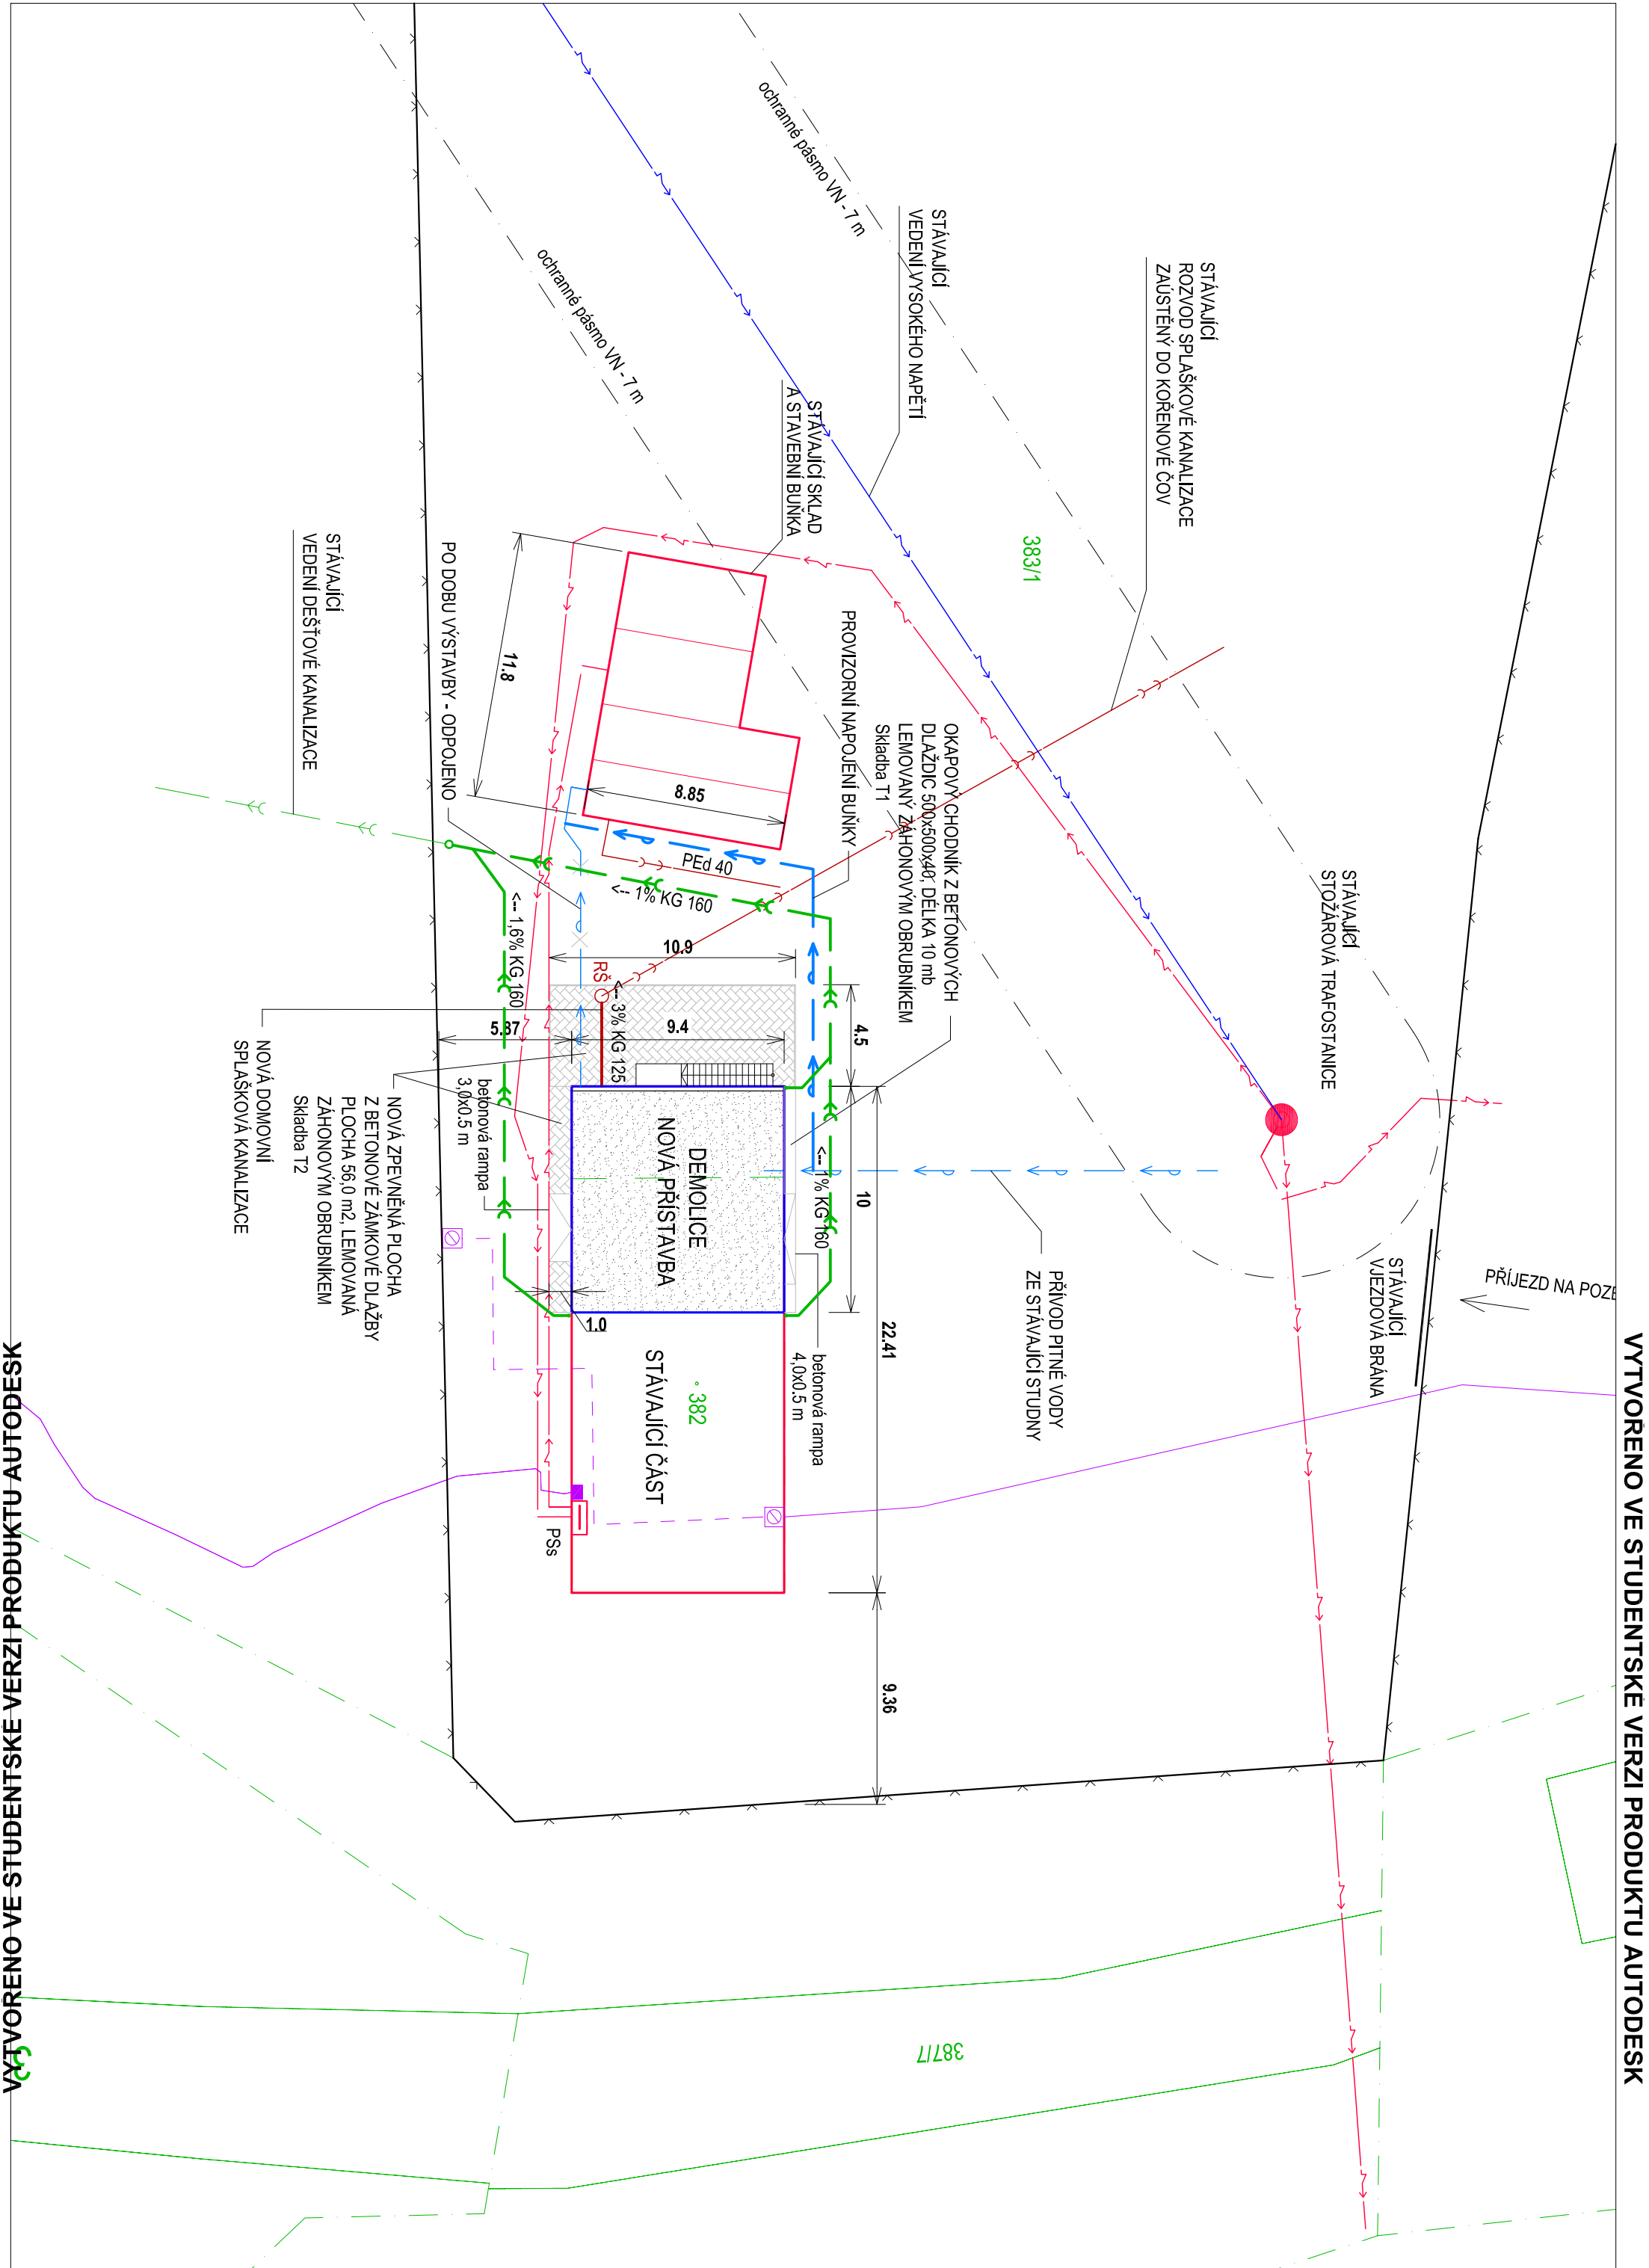 VYTVOŘENO VE STUDENTSKÉ VERZI PRODUKTU AUTODESK
PŘÍJEZD NA POZE
STÁVAJÍCÍ
VJEZDOVÁ BRÁNA
STÁVAJÍCÍ
STOŽÁROVÁ TRAFOSTANICE
STÁVAJÍCÍ
ROZVOD SPLAŠKOVÉ KANALIZACE
ZAÚSTĚNÝ DO KOŘENOVÉ ČOV
383/1
PŘÍVOD PITNÉ VODY
ZE STÁVAJÍCÍ STUDNY
STÁVAJÍCÍ
VEDENÍ VYSOKÉHO NAPĚTÍ
ochranné pásmo VN - 7 m
OKAPOVÝ CHODNÍK Z BETONOVÝCH
DLAŽDIC 500x500x40, DÉLKA 10 mb
LEMOVANÝ ZÁHONOVÝM OBRUBNÍKEM
Skladba T1
PROVIZORNÍ NAPOJENÍ BUŇKY
STÁVAJÍCÍ SKLAD
A STAVEBNÍ BUŇKA
4.5
10
22.41
9.36
<-- 1% KG 160
betonová rampa
4,0x0.5 m
8.85
11.8
PEd 40
<-- 1% KG 160
10.9
9.4
5.87
RŠ
<-- 3% KG 125
DEMOLICE
NOVÁ PŘÍSTAVBA
382
STÁVAJÍCÍ ČÁST
1.0
PSs
ochranné pásmo VN - 7 m
<-- 1,6% KG 160
PO DOBU VÝSTAVBY - ODPOJENO
betonová rampa
3,0x0.5 m
NOVÁ ZPEVNĚNÁ PLOCHA
Z BETONOVÉ ZÁMKOVÉ DLAŽBY
PLOCHA 56,0 m2, LEMOVANÁ
ZÁHONOVÝM OBRUBNÍKEM
Skladba T2
STÁVAJÍCÍ
VEDENÍ DEŠŤOVÉ KANALIZACE
NOVÁ DOMOVNÍ
SPLAŠKOVÁ KANALIZACE
387/7
VYTVOŘENO VE STUDENTSKÉ VERZI PRODUKTU AUTODESK